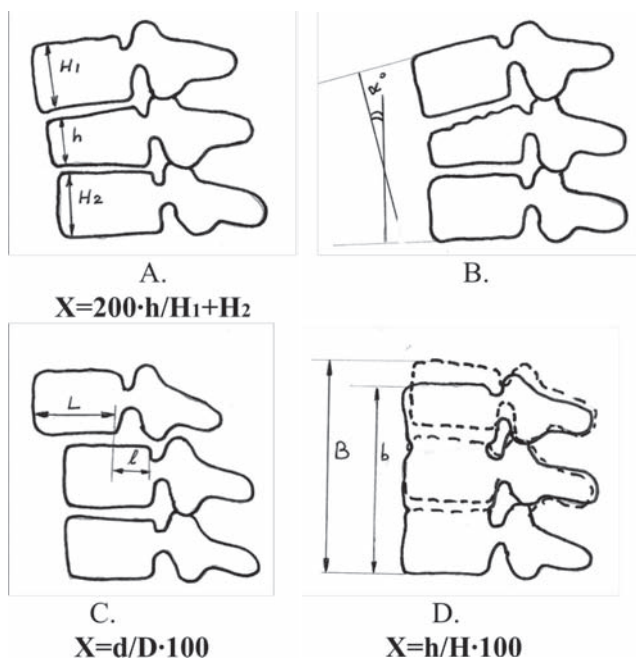 H1
h
H2
α°
A.
B.
X=200·h/H1+H2
L
l
B
b
C.
D.
X=d/D·100
X=h/H·100